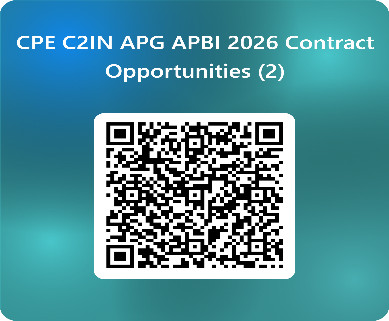 CPE C2IN APG APBI 2026 Contract
Opportunities (2)